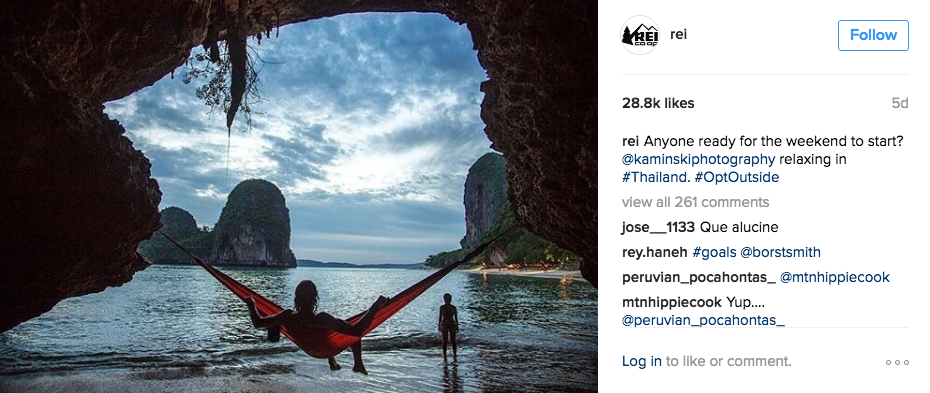 REI
CO·OP
rei
Follow
28.8k likes
5d
rei Anyone ready for the weekend to start?
@kaminskiphotography relaxing in
#Thailand. #OptOutside
view all 261 comments
jose__1133 Que alucine
rey.haneh #goals @borstsmith
peruvian_pocahontas_ @mtnhippiecook
mtnhippiecook Yup....
@peruvian_pocahontas_
Log in to like or comment.